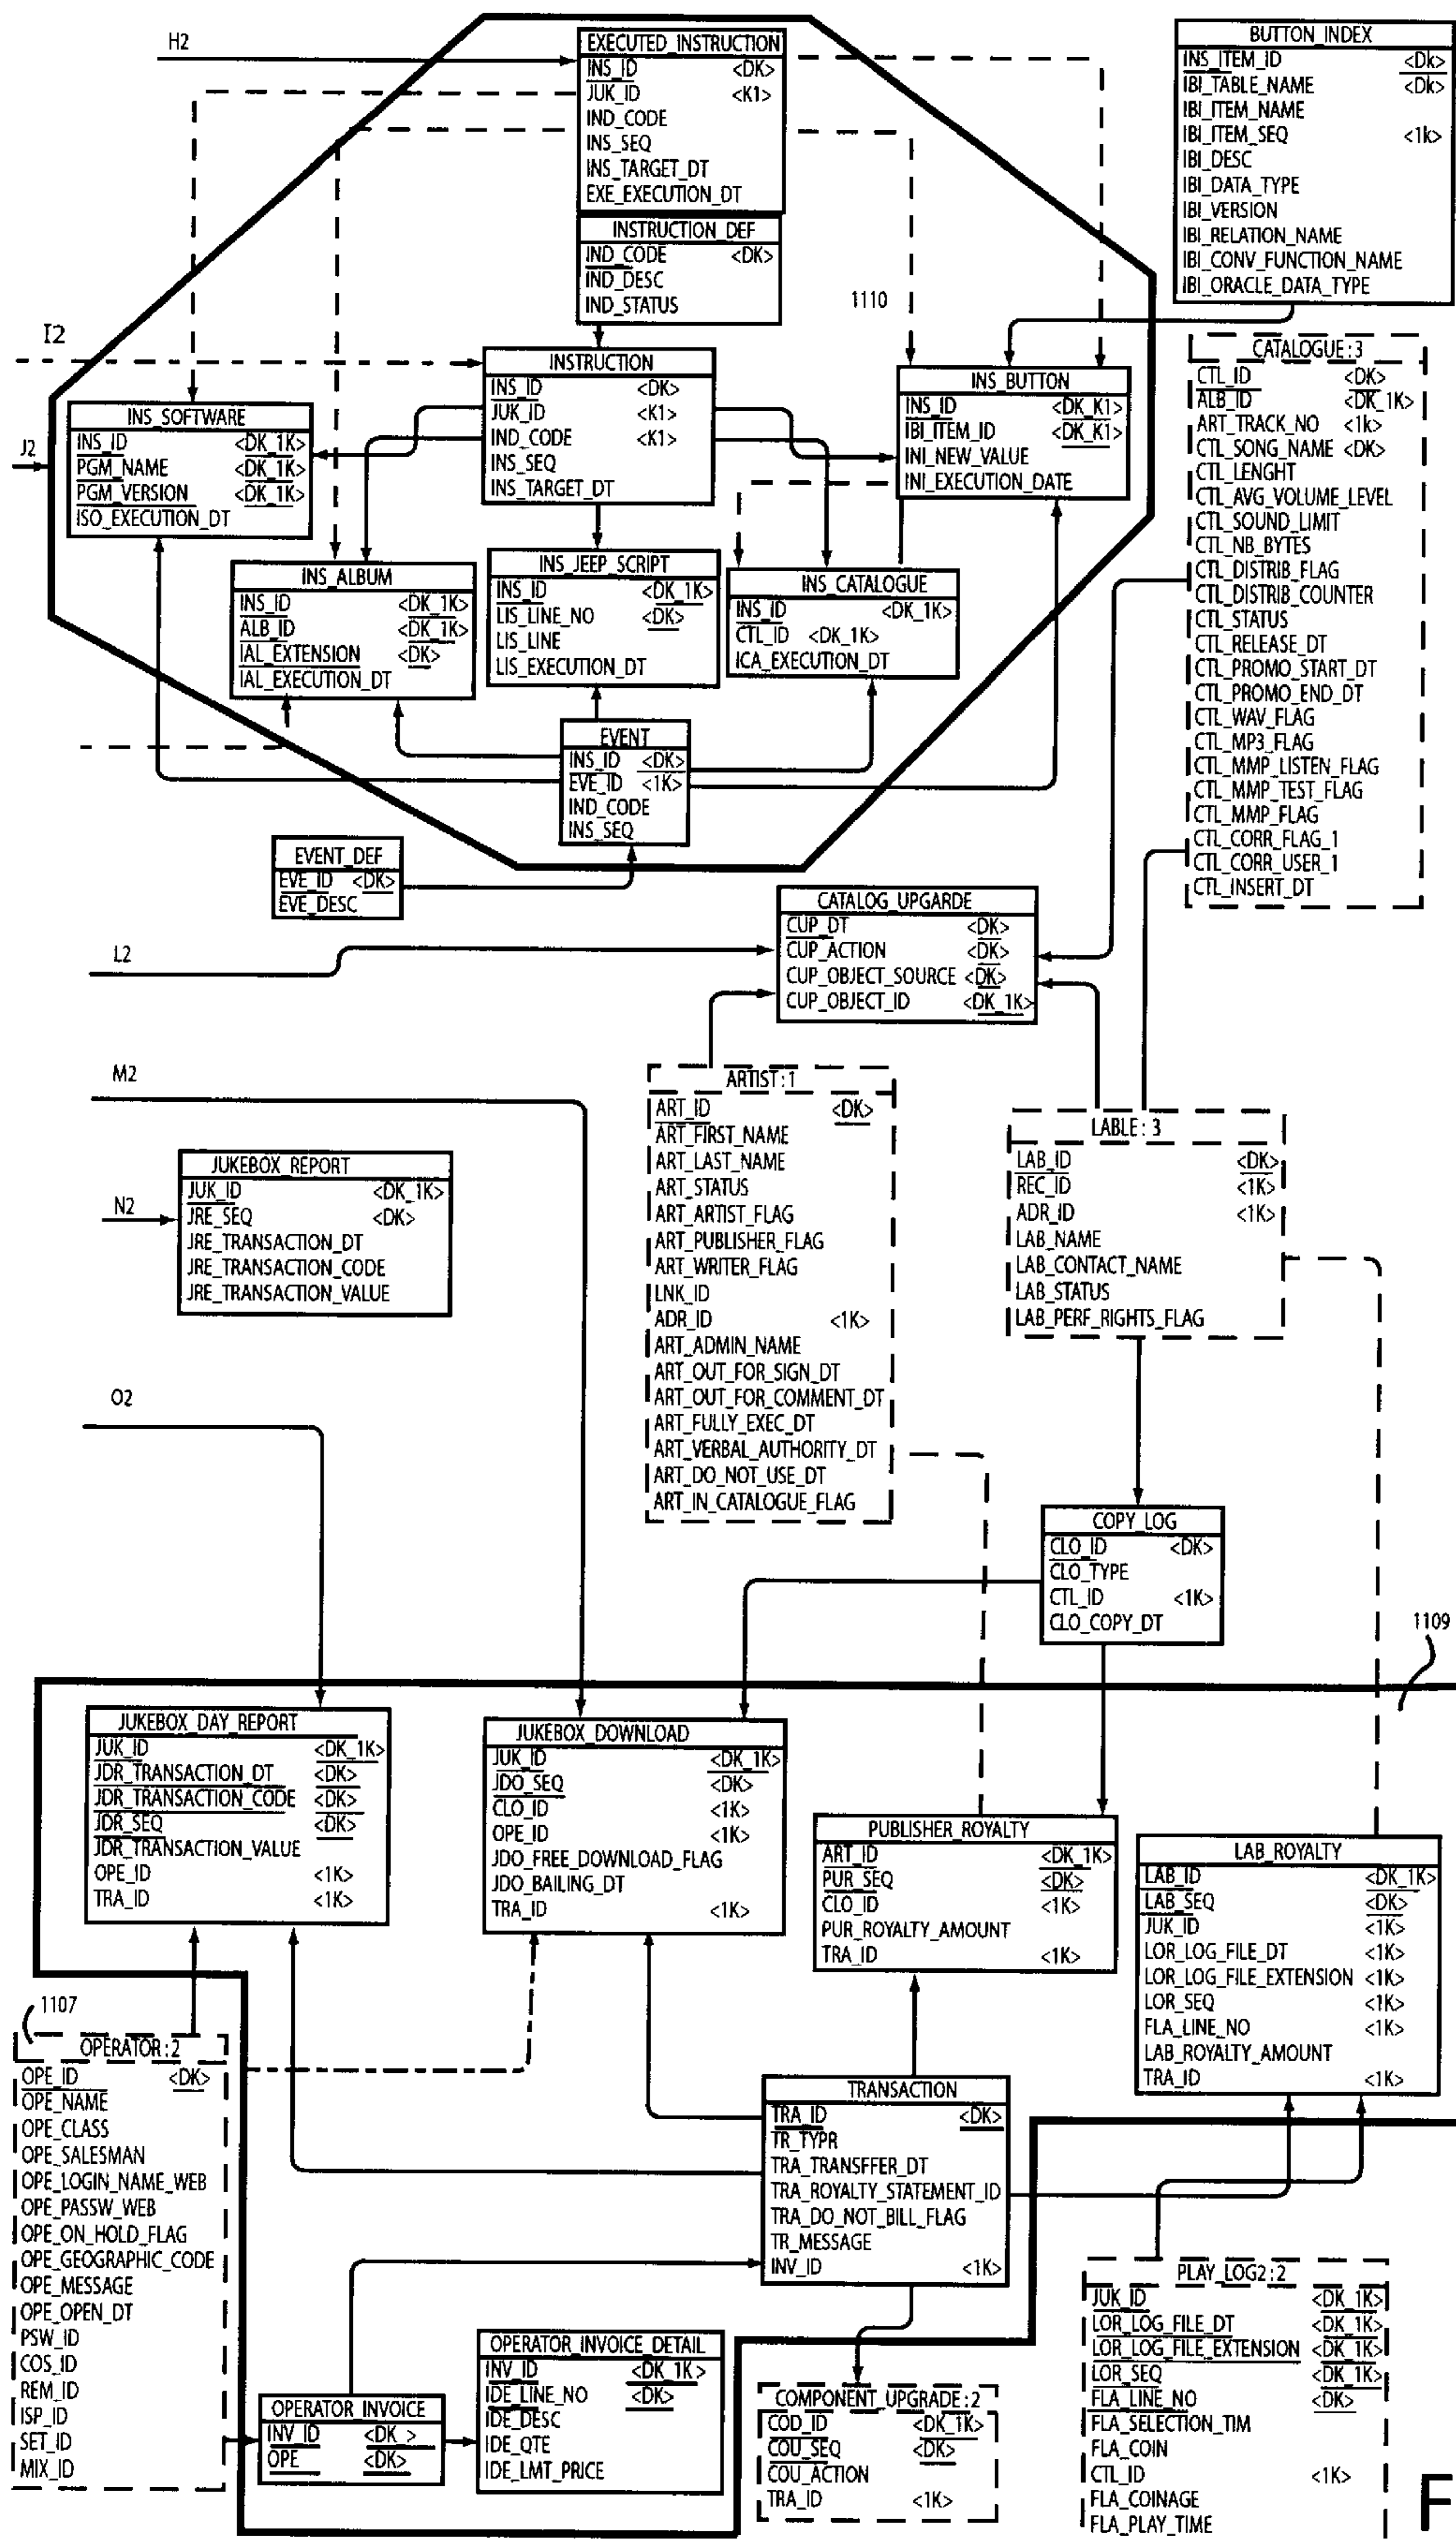 H2
EXECUTED_INSTRUCTION
INS_ID <DK>
JUK_ID <K1>
IND_CODE
INS_SEQ
INS_TARGET_DT
EXE_EXECUTION_DT
INSTRUCTION_DEF
IND_CODE <DK>
IND_DESC
IND_STATUS
BUTTON_INDEX
INS_ITEM_ID <Dk>
IBI_TABLE_NAME <Dk>
IBI_ITEM_NAME
IBI_ITEM_SEQ <1k>
IBI_DESC
IBI_DATA_TYPE
IBI_VERSION
IBI_RELATION_NAME
IBI_CONV_FUNCTION_NAME
IBI_ORACLE_DATA_TYPE
1110
I2
INSTRUCTION
INS_ID <DK>
JUK_ID <K1>
IND_CODE <K1>
INS_SEQ
INS_TARGET_DT
INS_BUTTON
INS_ID <DK_K1>
IBI_ITEM_ID <DK_K1>
INI_NEW_VALUE
INI_EXECUTION_DATE
J2
INS_SOFTWARE
INS_ID <DK_1K>
PGM_NAME <DK_1K>
PGM_VERSION <DK_1K>
ISO_EXECUTION_DT
CATALOGUE:3
CTL_ID <DK>
ALB_ID <DK_1K>
ART_TRACK_NO <1k>
CTL_SONG_NAME <DK>
CTL_LENGHT
CTL_AVG_VOLUME_LEVEL
CTL_SOUND_LIMIT
CTL_NB_BYTES
CTL_DISTRIB_FLAG
CTL_DISTRIB_COUNTER
CTL_STATUS
CTL_RELEASE_DT
CTL_PROMO_START_DT
CTL_PROMO_END_DT
CTL_WAV_FLAG
CTL_MP3_FLAG
CTL_MMP_LISTEN_FLAG
CTL_MMP_TEST_FLAG
CTL_MMP_FLAG
CTL_CORR_FLAG_1
CTL_CORR_USER_1
CTL_INSERT_DT
INS_ALBUM
INS_ID <DK_1K>
ALB_ID <DK_1K>
IAL_EXTENSION <DK>
IAL_EXECUTION_DT
INS_JEEP_SCRIPT
INS_ID <DK_1K>
LIS_LINE_NO <DK>
LIS_LINE
LIS_EXECUTION_DT
INS_CATALOGUE
INS_ID <DK_1K>
CTL_ID <DK_1K>
ICA_EXECUTION_DT
EVENT
INS_ID <DK>
EVE_ID <1K>
IND_CODE
INS_SEQ
EVENT_DEF
EVE_ID <DK>
EVE_DESC
L2
CATALOG_UPGARDE
CUP_DT <DK>
CUP_ACTION <DK>
CUP_OBJECT_SOURCE <DK>
CUP_OBJECT_ID <DK_1K>
M2
ARTIST:1
ART_ID <DK>
ART_FIRST_NAME
ART_LAST_NAME
ART_STATUS
ART_ARTIST_FLAG
ART_PUBLISHER_FLAG
ART_WRITER_FLAG
LNK_ID
ADR_ID <1K>
ART_ADMIN_NAME
ART_OUT_FOR_SIGN_DT
ART_OUT_FOR_COMMENT_DT
ART_FULLY_EXEC_DT
ART_VERBAL_AUTHORITY_DT
ART_DO_NOT_USE_DT
ART_IN_CATALOGUE_FLAG
LABLE:3
LAB_ID <DK>
REC_ID <1K>
ADR_ID <1K>
LAB_NAME
LAB_CONTACT_NAME
LAB_STATUS
LAB_PERF_RIGHTS_FLAG
N2
JUKEBOX_REPORT
JUK_ID <DK_1K>
JRE_SEQ <DK>
JRE_TRANSACTION_DT
JRE_TRANSACTION_CODE
JRE_TRANSACTION_VALUE
O2
COPY_LOG
CLO_ID <DK>
CLO_TYPE
CTL_ID <1K>
CLO_COPY_DT
1109
JUKEBOX_DAY_REPORT
JUK_ID <DK_1K>
JDR_TRANSACTION_DT <DK>
JDR_TRANSACTION_CODE <DK>
JDR_SEQ <DK>
JDR_TRANSACTION_VALUE
OPE_ID <1K>
TRA_ID <1K>
JUKEBOX_DOWNLOAD
JUK_ID <DK_1K>
JDO_SEQ <DK>
CLO_ID <1K>
OPE_ID <1K>
JDO_FREE_DOWNLOAD_FLAG
JDO_BAILING_DT
TRA_ID <1K>
PUBLISHER_ROYALTY
ART_ID <DK_1K>
PUR_SEQ <DK>
CLO_ID <1K>
PUR_ROYALTY_AMOUNT
TRA_ID <1K>
LAB_ROYALTY
LAB_ID <DK_1K>
LAB_SEQ <DK>
JUK_ID <1K>
LOR_LOG_FILE_DT <1K>
LOR_LOG_FILE_EXTENSION <1K>
LOR_SEQ <1K>
FLA_LINE_NO <1K>
LAB_ROYALTY_AMOUNT
TRA_ID <1K>
1107
OPERATOR:2
OPE_ID <DK>
OPE_NAME
OPE_CLASS
OPE_SALESMAN
OPE_LOGIN_NAME_WEB
OPE_PASSW_WEB
OPE_ON_HOLD_FLAG
OPE_GEOGRAPHIC_CODE
OPE_MESSAGE
OPE_OPEN_DT
PSW_ID
COS_ID
REM_ID
ISP_ID
SET_ID
MIX_ID
TRANSACTION
TRA_ID <DK>
TR_TYPR
TRA_TRANSFFER_DT
TRA_ROYALTY_STATEMENT_ID
TRA_DO_NOT_BILL_FLAG
TR_MESSAGE
INV_ID <1K>
OPERATOR_INVOICE
INV_ID <DK_>
OPE <DK>
OPERATOR_INVOICE_DETAIL
INV_ID <DK_1K>
IDE_LINE_NO <DK>
IDE_DESC
IDE_QTE
IDE_LMT_PRICE
COMPONENT_UPGRADE:2
COD_ID <DK_1K>
COU_SEQ <DK>
COU_ACTION
TRA_ID <1K>
PLAY_LOG2:2
JUK_ID <DK_1K>
LOR_LOG_FILE_DT <DK_1K>
LOR_LOG_FILE_EXTENSION <DK_1K>
LOR_SEQ <DK_1K>
FLA_LINE_NO <DK>
FLA_SELECTION_TIM
FLA_COIN
CTL_ID <1K>
FLA_COINAGE
FLA_PLAY_TIME
F